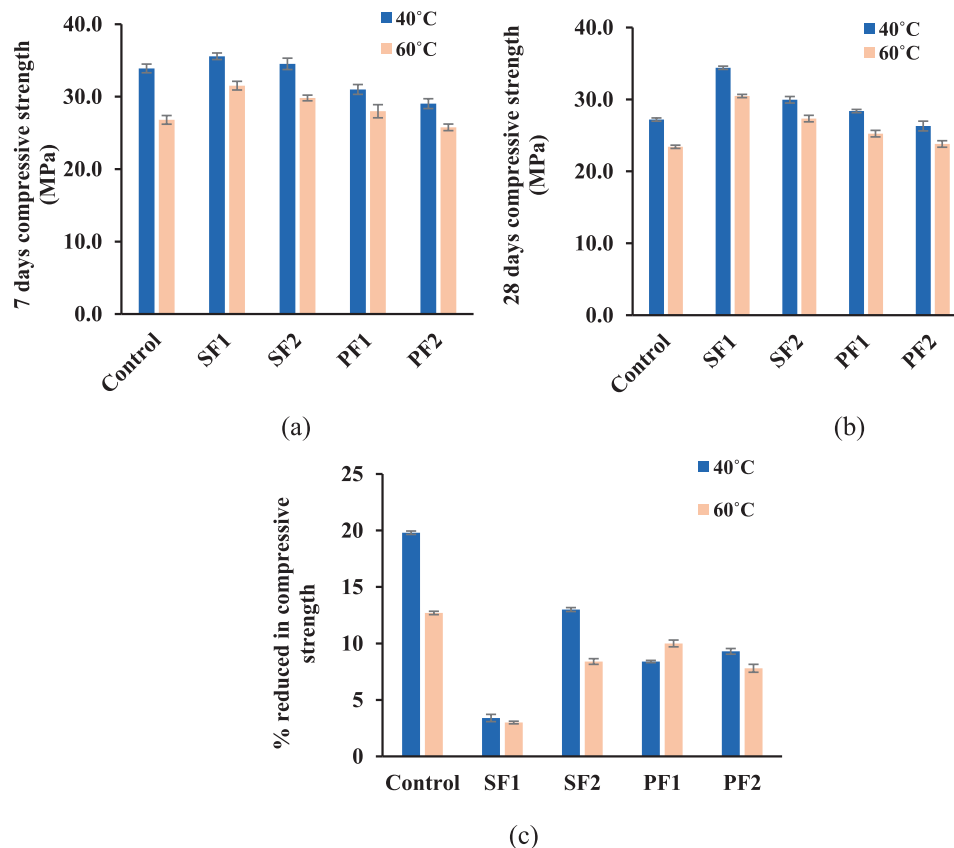 40°C
60°C
7 days compressive strength
(MPa)
40.0
30.0
20.0
10.0
0.0
Control
SF1
SF2
PF1
PF2
(a)
40°C
60°C
28 days compressive strength
(MPa)
40.0
30.0
20.0
10.0
0.0
Control
SF1
SF2
PF1
PF2
(b)
40°C
60°C
% reduced in compressive
strength
25
20
15
10
5
0
Control
SF1
SF2
PF1
PF2
(c)